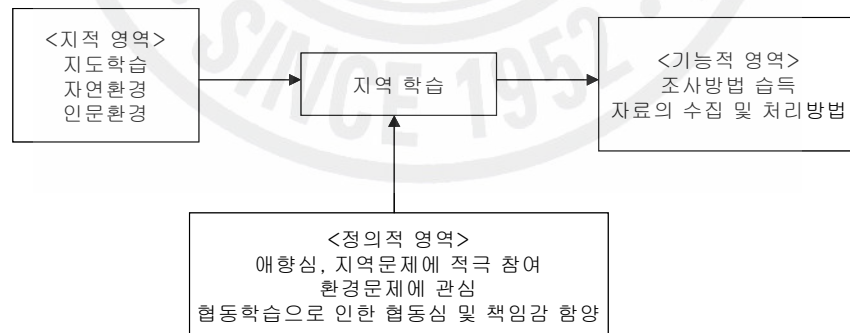 <지적 영역>
지도학습
자연환경
인문환경
지역 학습
<기능적 영역>
조사방법 습득
자료의 수집 및 처리방법
<정의적 영역>
애향심, 지역문제에 적극 참여
환경문제에 관심
협동학습으로 인한 협동심 및 책임감 함양
SINCE 1952